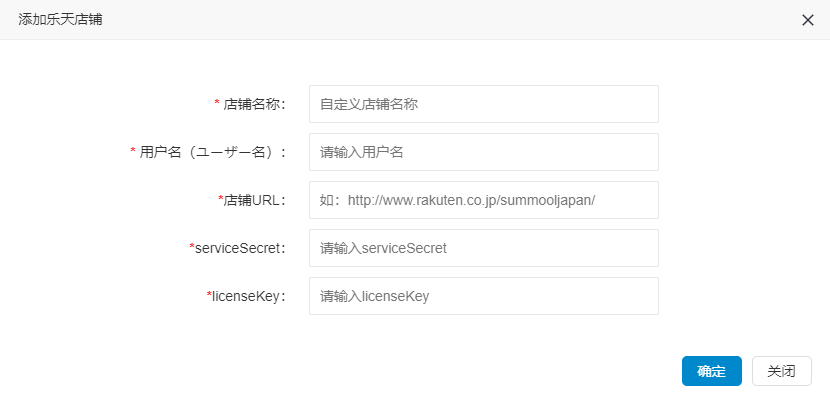 添加乐天店铺
* 店铺名称： 自定义店铺名称
* 用户名（ユーザー名）： 请输入用户名
*店铺URL： 如：http://www.rakuten.co.jp/summooljapan/
*serviceSecret： 请输入serviceSecret
*licenseKey： 请输入licenseKey
确定 关闭